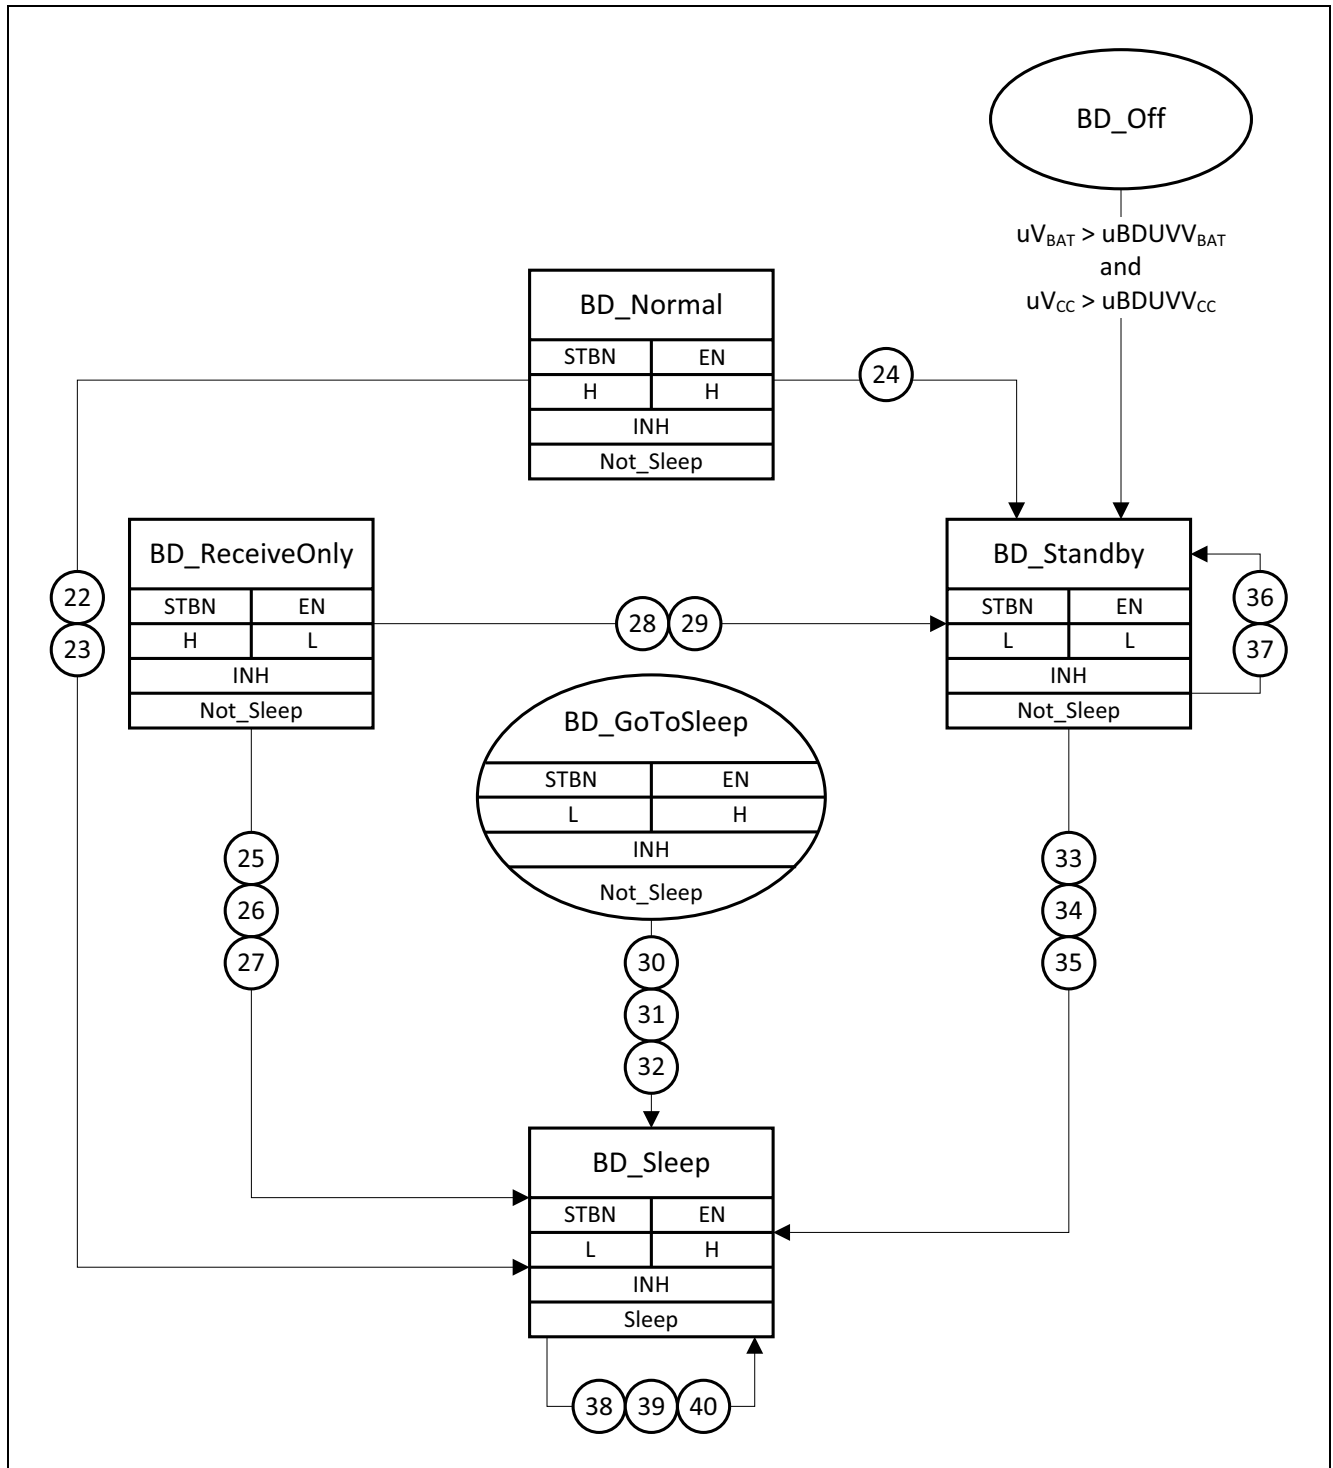 BD_Off
uV_BAT > uBDUVV_BAT
and
uV_CC > uBDUVV_CC
BD_Normal
STBN EN
H H
INH
Not_Sleep
24
BD_ReceiveOnly
STBN EN
H L
INH
Not_Sleep
22
23
28 29
BD_Standby
STBN EN
L L
INH
Not_Sleep
36
37
BD_GoToSleep
STBN EN
L H
INH
Not_Sleep
25
26
27
30
31
32
33
34
35
BD_Sleep
STBN EN
L H
INH
Sleep
38 39 40